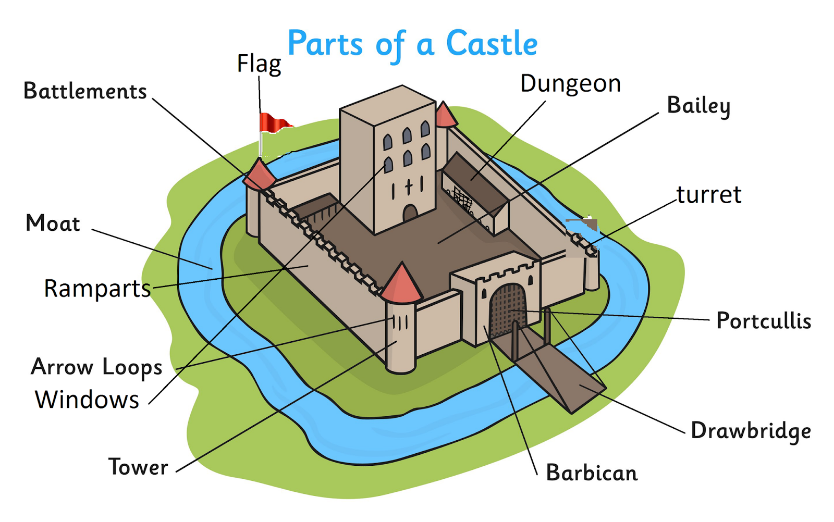 Parts of a Castle
Flag
Battlements
Dungeon
Bailey
turret
Moat
Ramparts
Portcullis
Arrow Loops
Windows
Drawbridge
Tower
Barbican